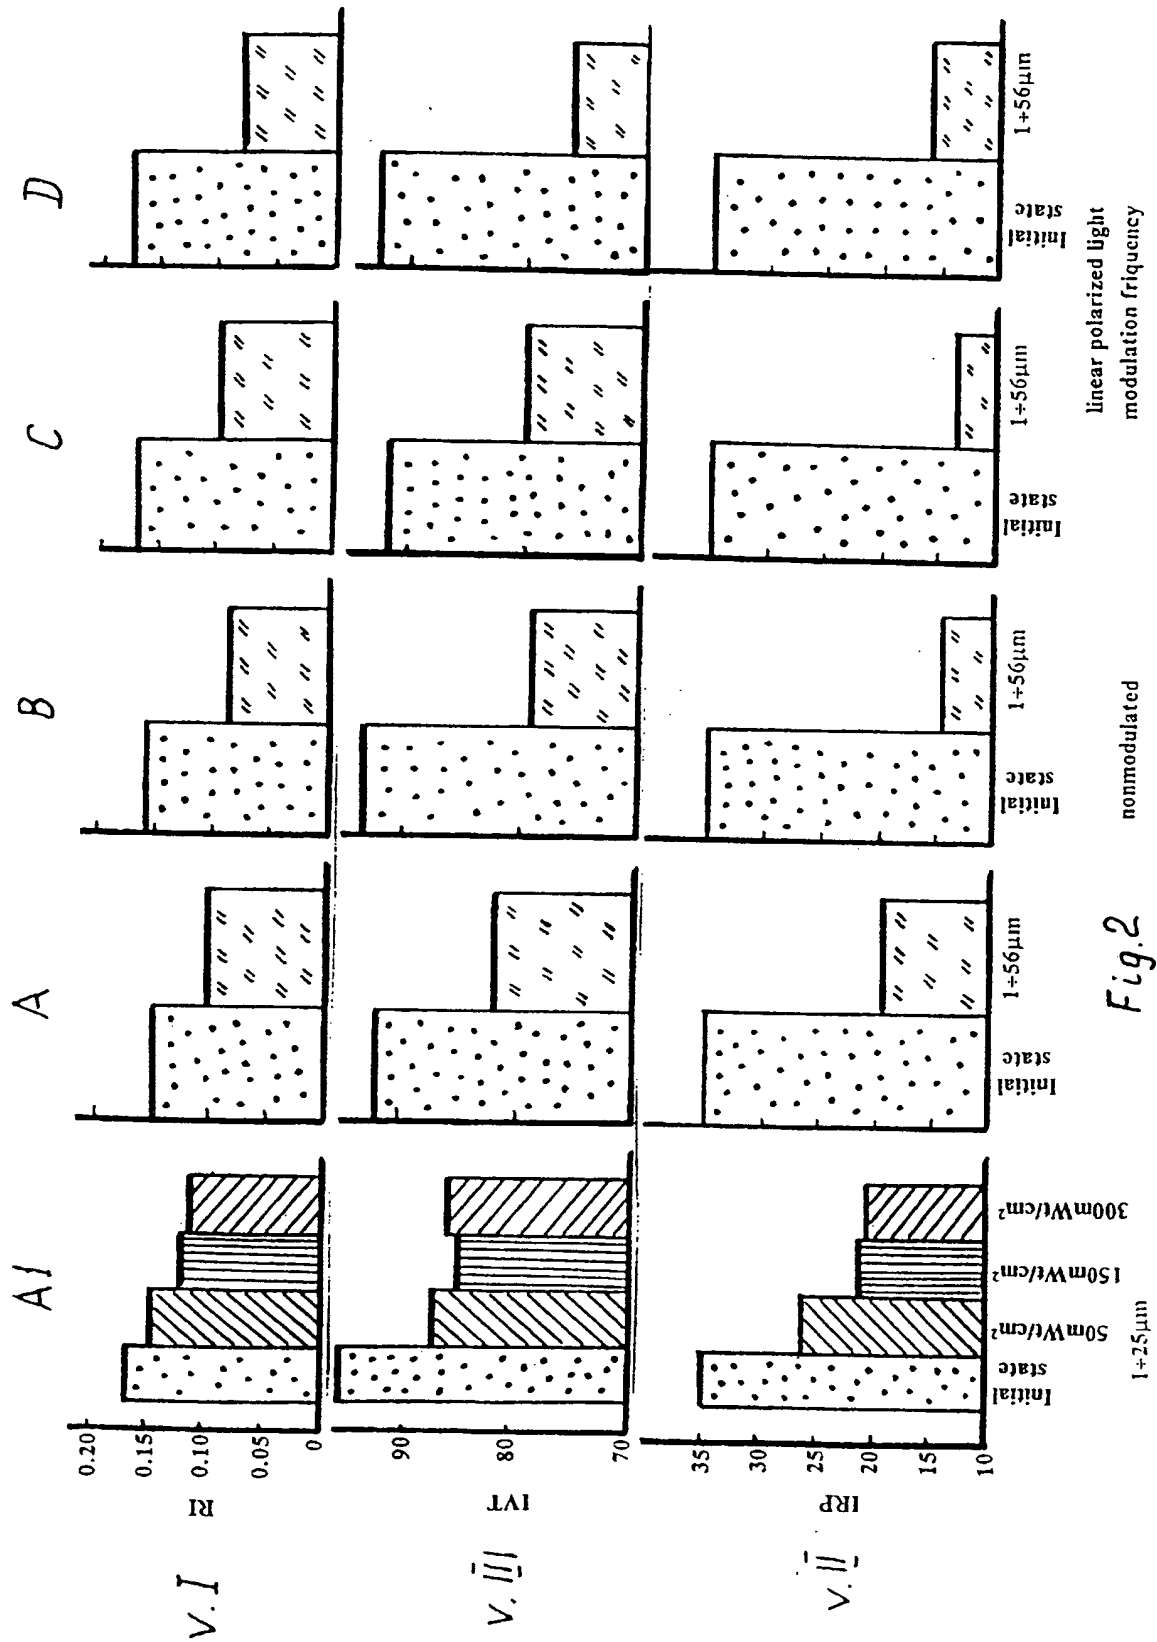 A1
A
B
C
D
V. I
RI
0.20
0.15
0.10
0.05
0
V. III
IVT
90
80
70
V. II
IRP
35
30
25
20
15
10
Initial
state
50mWt/cm²
150mWt/cm²
300mWt/cm²
Initial
state
1÷56µm
Initial
state
1÷56µm
Initial
state
1÷56µm
Initial
state
1÷56µm
1÷25µm
nonmodulated
linear polarized light
modulation friquency
Fig.2